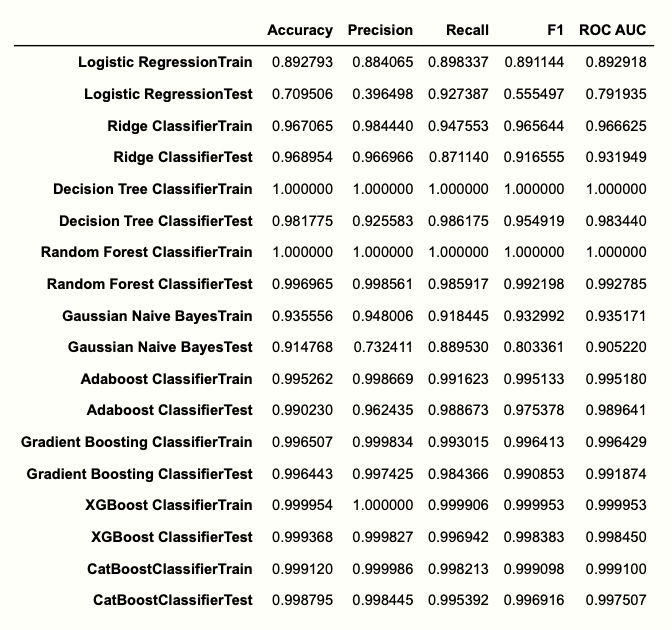 Accuracy Precision Recall F1 ROC AUC
Logistic RegressionTrain 0.892793 0.884065 0.898337 0.891144 0.892918
Logistic RegressionTest 0.709506 0.396498 0.927387 0.555497 0.791935
Ridge ClassifierTrain 0.967065 0.984440 0.947553 0.965644 0.966625
Ridge ClassifierTest 0.968954 0.966966 0.871140 0.916555 0.931949
Decision Tree ClassifierTrain 1.000000 1.000000 1.000000 1.000000 1.000000
Decision Tree ClassifierTest 0.981775 0.925583 0.986175 0.954919 0.983440
Random Forest ClassifierTrain 1.000000 1.000000 1.000000 1.000000 1.000000
Random Forest ClassifierTest 0.996965 0.998561 0.985917 0.992198 0.992785
Gaussian Naive BayesTrain 0.935556 0.948006 0.918445 0.932992 0.935171
Gaussian Naive BayesTest 0.914768 0.732411 0.889530 0.803361 0.905220
Adaboost ClassifierTrain 0.995262 0.998669 0.991623 0.995133 0.995180
Adaboost ClassifierTest 0.990230 0.962435 0.988673 0.975378 0.989641
Gradient Boosting ClassifierTrain 0.996507 0.999834 0.993015 0.996413 0.996429
Gradient Boosting ClassifierTest 0.996443 0.997425 0.984366 0.990853 0.991874
XGBoost ClassifierTrain 0.999954 1.000000 0.999906 0.999953 0.999953
XGBoost ClassifierTest 0.999368 0.999827 0.996942 0.998383 0.998450
CatBoostClassifierTrain 0.999120 0.999986 0.998213 0.999098 0.999100
CatBoostClassifierTest 0.998795 0.998445 0.995392 0.996916 0.997507